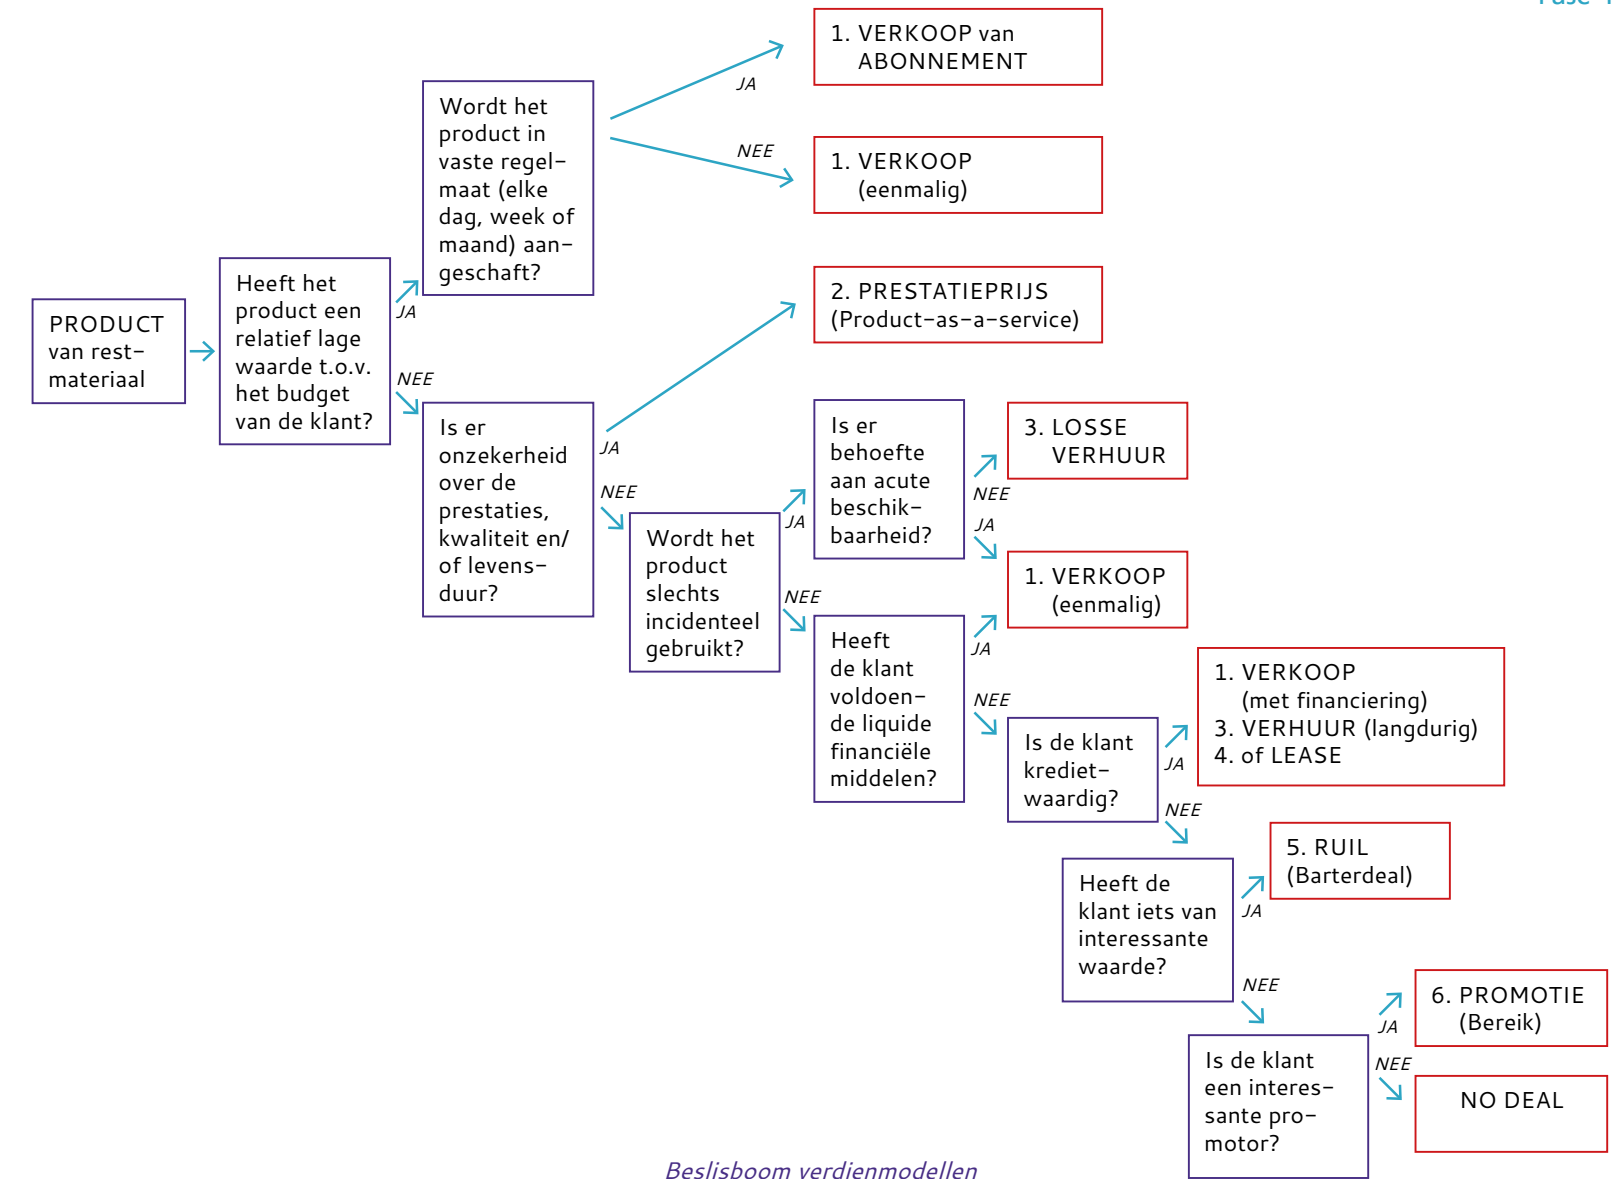 1. VERKOOP van
ABONNEMENT
JA
Wordt het
product in
vaste regel-
maat (elke
dag, week of
maand) aan-
geschaft?
NEE
1. VERKOOP
(eenmalig)
PRODUCT
van rest-
materiaal
Heeft het
product een
relatief lage
waarde t.o.v.
het budget
van de klant?
JA
NEE
2. PRESTATIEPRIJS
(Product-as-a-service)
Is er
onzekerheid
over de
prestaties,
kwaliteit en/
of levens-
duur?
JA
NEE
Wordt het
product
slechts
incidenteel
gebruikt?
JA
NEE
Is er
behoefte
aan acute
beschik-
baarheid?
NEE
JA
3. LOSSE
VERHUUR
1. VERKOOP
(eenmalig)
Heeft
de klant
voldoen-
de liquide
financiële
middelen?
JA
NEE
Is de klant
krediet-
waardig?
JA
NEE
1. VERKOOP
(met financiering)
3. VERHUUR (langdurig)
4. of LEASE
Heeft de
klant iets van
interessante
waarde?
JA
NEE
5. RUIL
(Barterdeal)
Is de klant
een interes-
sante pro-
motor?
JA
NEE
6. PROMOTIE
(Bereik)
NO DEAL
Beslisboom verdienmodellen